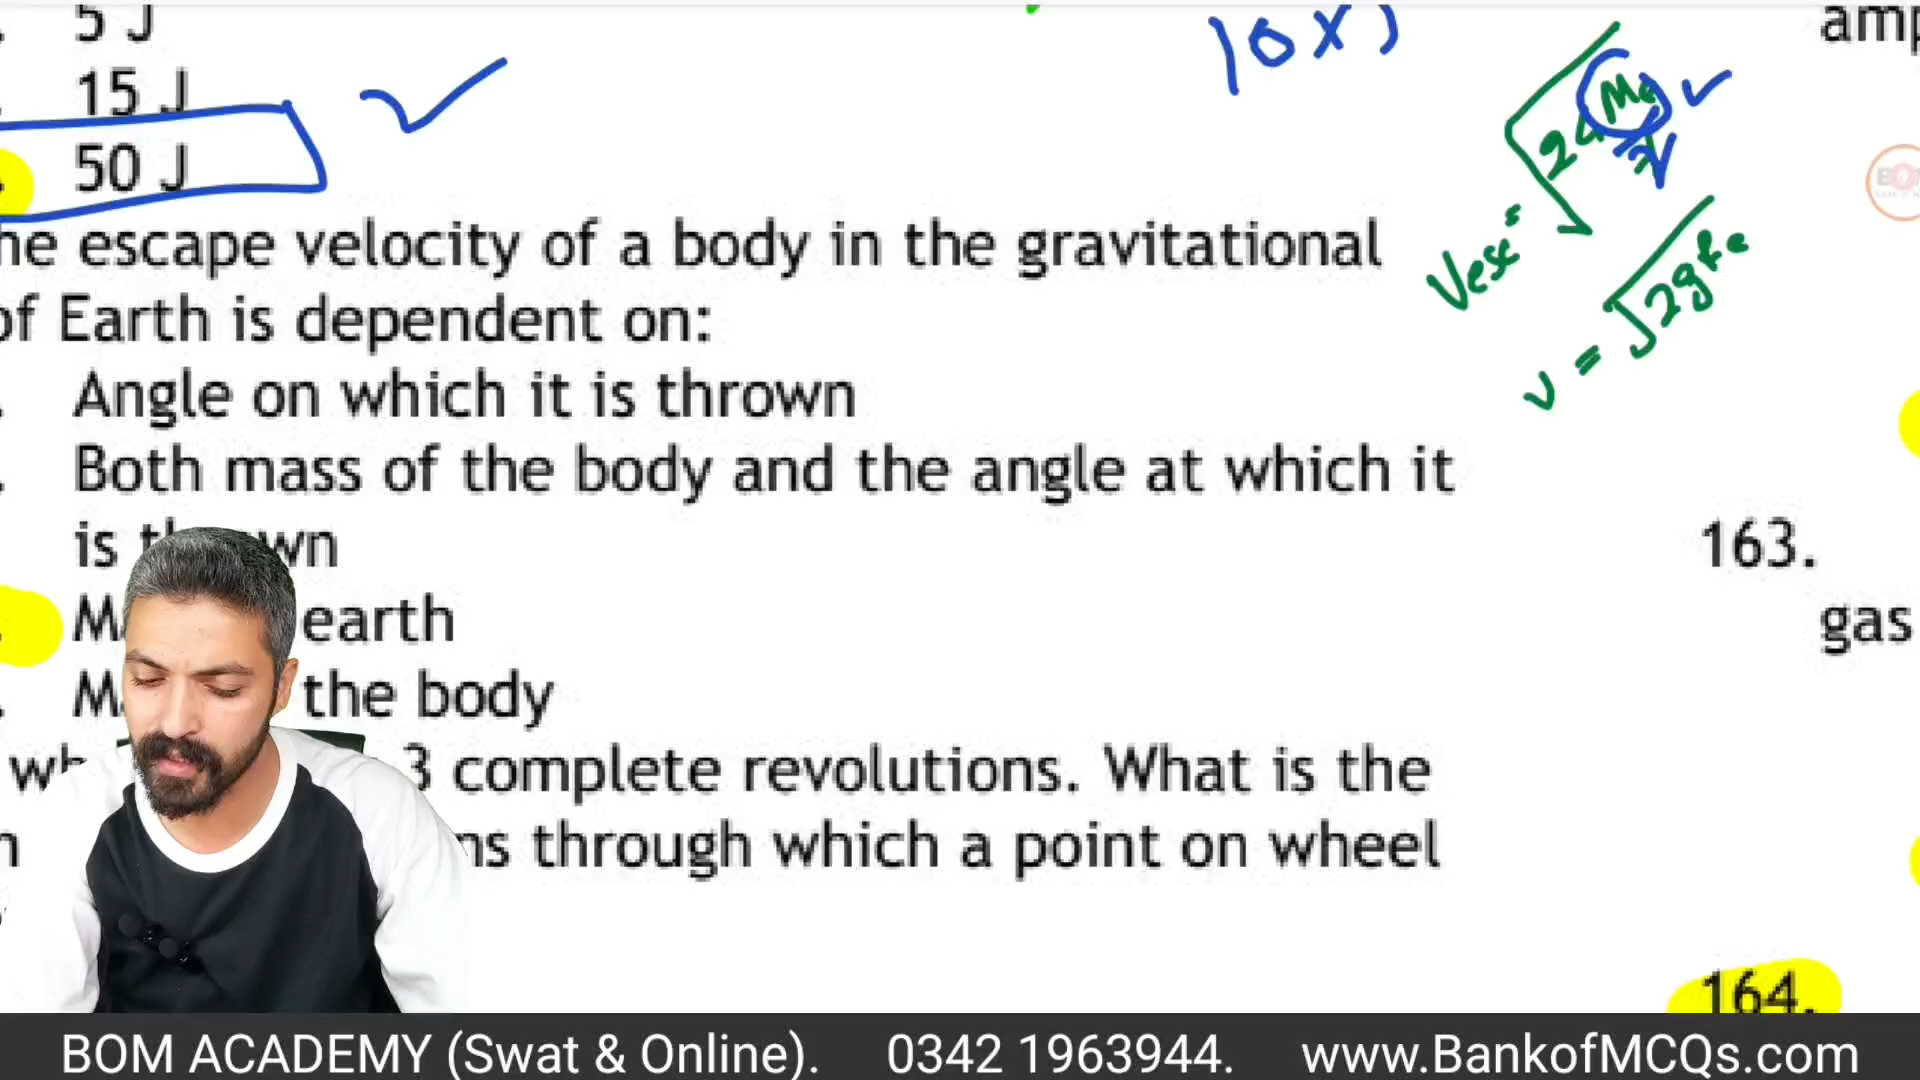 5 J
15 J
50 J
he escape velocity of a body in the gravitational
of Earth is dependent on:
Angle on which it is thrown
Both mass of the body and the angle at which it
is wn
earth
the body
3 complete revolutions. What is the
ns through which a point on wheel
10 x
Vesc =
v = √2gRe
amp
163.
gas
164.
BOM ACADEMY (Swat & Online). 0342 1963944. www.BankofMCQs.com